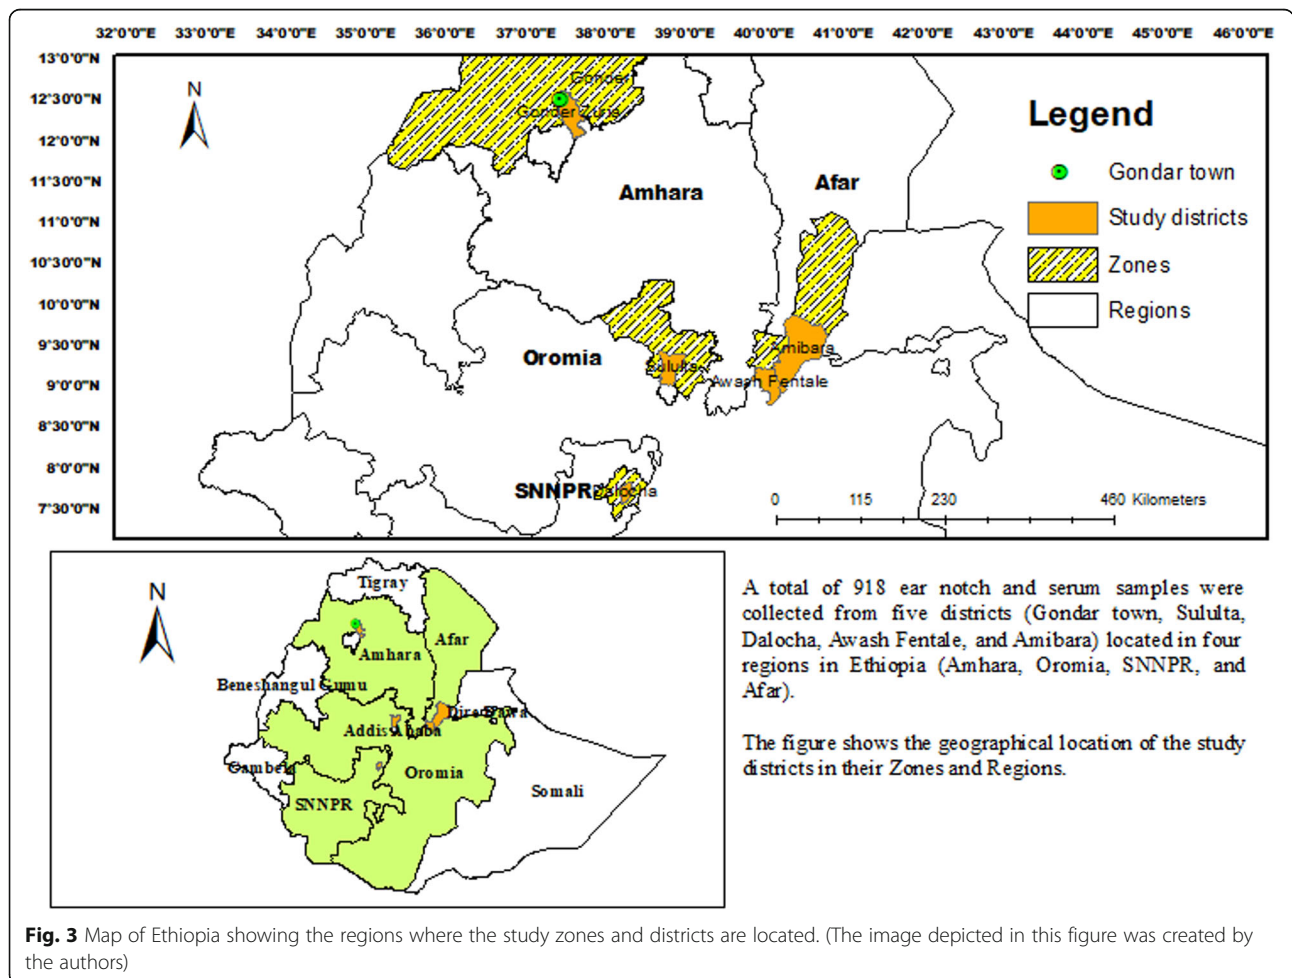 32°0'0"E 33°0'0"E 34°0'0"E 35°0'0"E 36°0'0"E 37°0'0"E 38°0'0"E 39°0'0"E 40°0'0"E 41°0'0"E 42°0'0"E 43°0'0"E 44°0'0"E 45°0'0"E 46°0'0"E
13°0'0"N
12°30'0"N
12°0'0"N
11°30'0"N
11°0'0"N
10°30'0"N
10°0'0"N
9°30'0"N
9°0'0"N
8°30'0"N
8°0'0"N
7°30'0"N
N
Gonder
Gonder Zone
Amhara
Afar
Oromia
Sululta
Amibara
Awash Fentale
SNNPR
Dalocha
Legend
Gondar town
Study districts
Zones
Regions
0 115 230 460 Kilometers
N
Tigray
Afar
Amhara
Beneshangul Gumu
Dire Dawa
Addis Ababa
Gambela
Oromia
SNNPR
Somali
A total of 918 ear notch and serum samples were
collected from five districts (Gondar town, Sululta,
Dalocha, Awash Fentale, and Amibara) located in four
regions in Ethiopia (Amhara, Oromia, SNNPR, and
Afar).
The figure shows the geographical location of the study
districts in their Zones and Regions.
Fig. 3 Map of Ethiopia showing the regions where the study zones and districts are located. (The image depicted in this figure was created by
the authors)